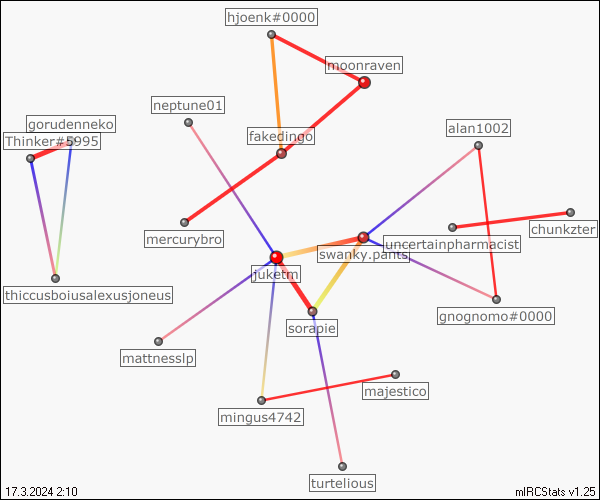 hjoenk#0000
moonraven
neptune01
gorudenneko
Thinker#5995
fakedingo
alan1002
mercurybro
chunkzter
uncertainpharmacist
swanky.pants
juketm
thiccusboiusalexusjoneus
gnognomo#0000
sorapie
mattnesslp
majestico
mingus4742
turtelious
17.3.2024 2:10
mIRCStats v1.25